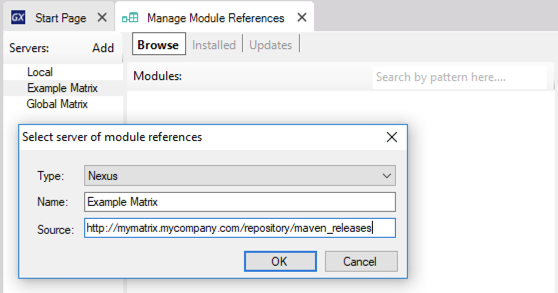 GX Start Page Manage Module References
Servers: Add Browse Installed Updates
Local
Example Matrix
Global Matrix
Modules: Search by pattern here....
Select server of module references
Type: Nexus
Name: Example Matrix
Source: http://mymatrix.mycompany.com/repository/maven_releases
OK Cancel